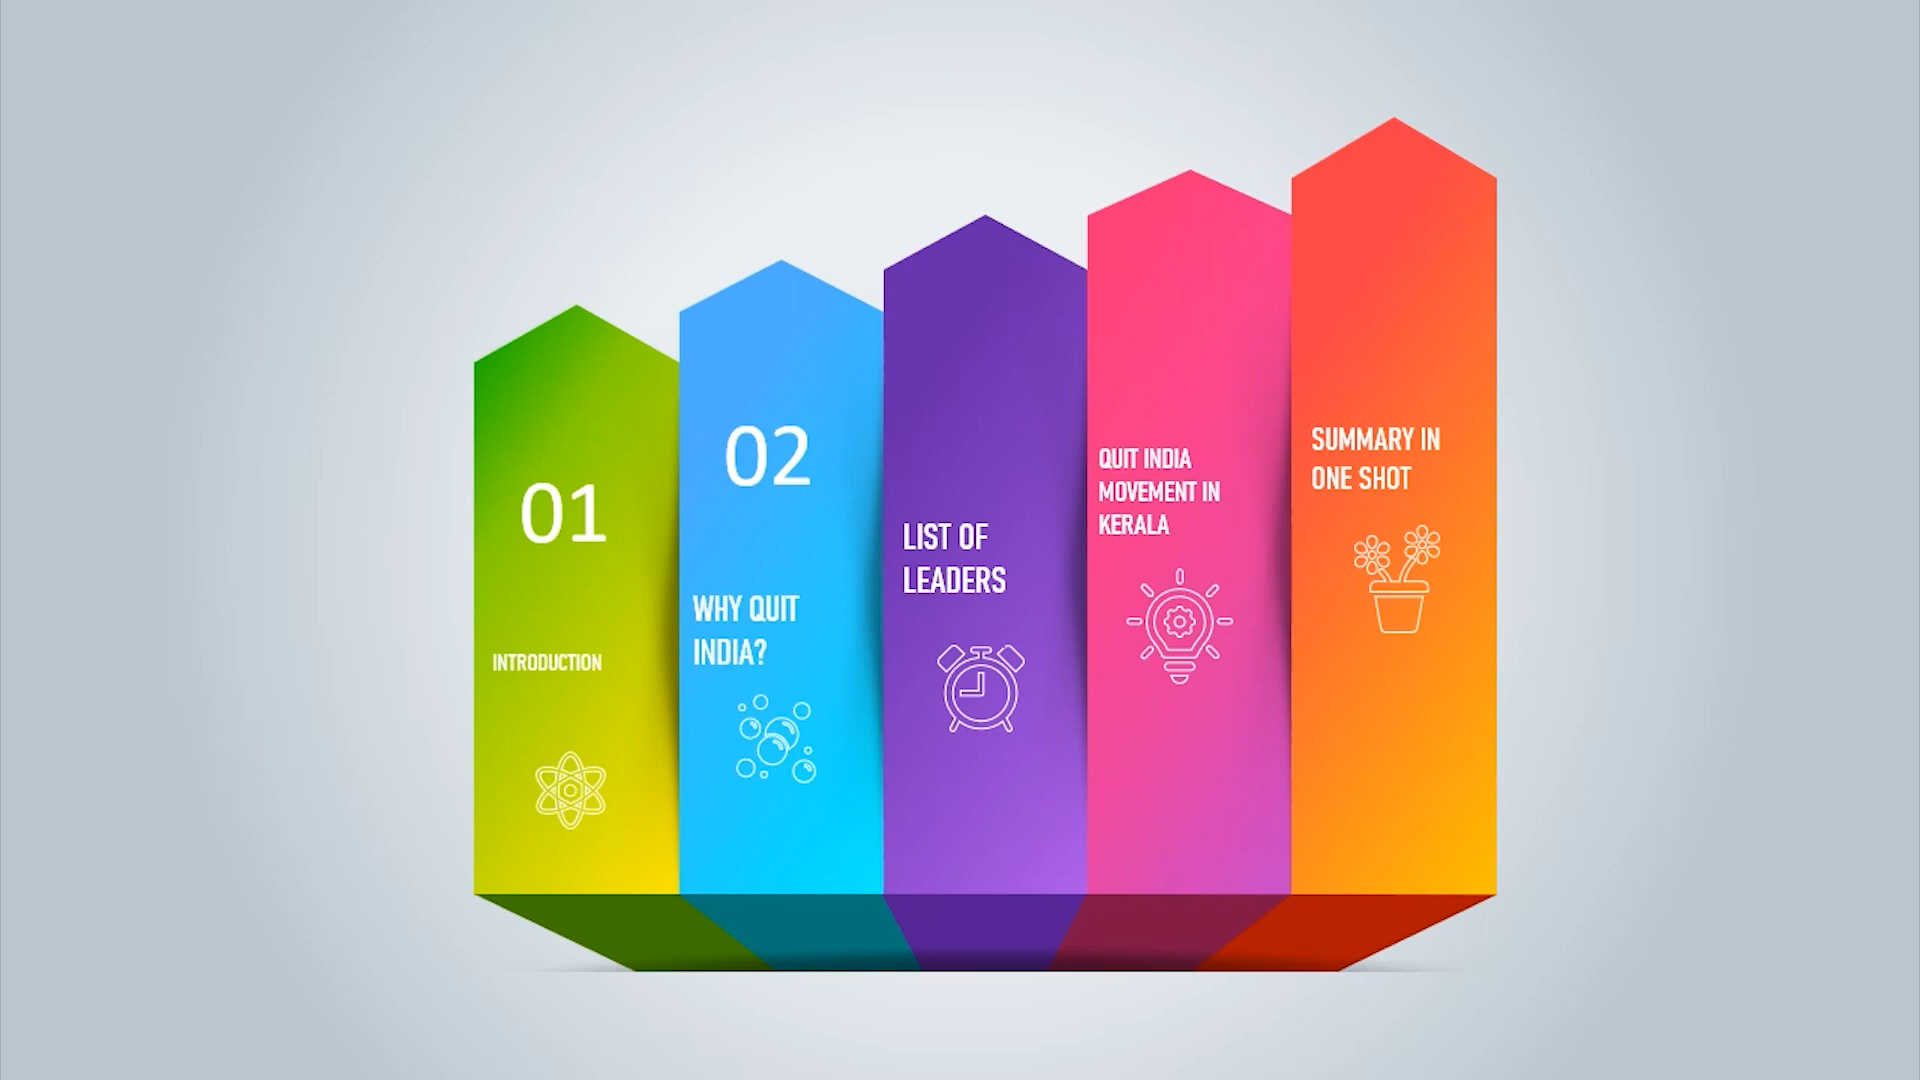 01
INTRODUCTION
02
WHY QUIT
INDIA?
LIST OF
LEADERS
QUIT INDIA
MOVEMENT IN
KERALA
SUMMARY IN
ONE SHOT